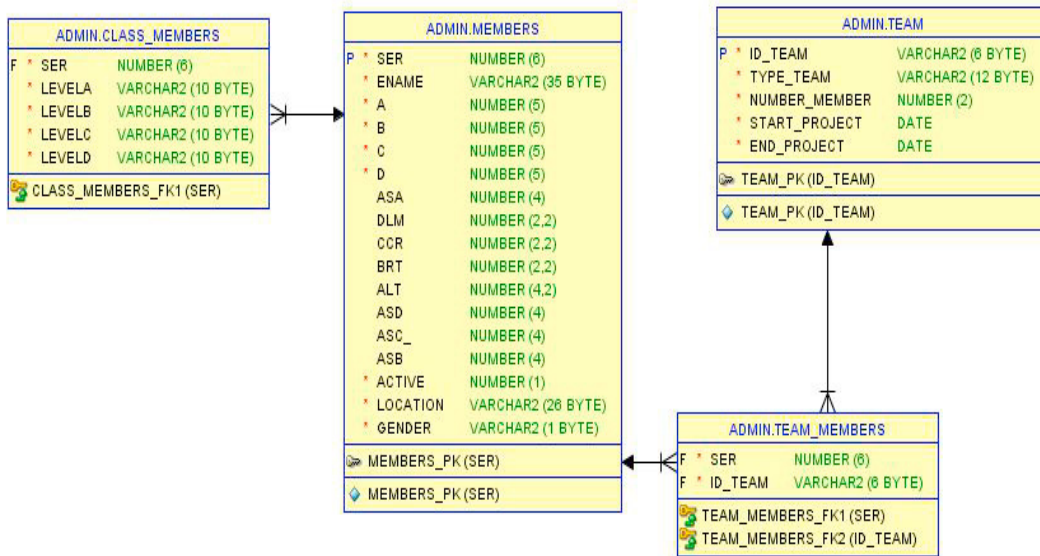 ADMIN.CLASS_MEMBERS
F * SER NUMBER (6)
* LEVELA VARCHAR2 (10 BYTE)
* LEVELB VARCHAR2 (10 BYTE)
* LEVELC VARCHAR2 (10 BYTE)
* LEVELD VARCHAR2 (10 BYTE)
CLASS_MEMBERS_FK1 (SER)
ADMIN.MEMBERS
P * SER NUMBER (6)
* ENAME VARCHAR2 (35 BYTE)
* A NUMBER (5)
* B NUMBER (5)
* C NUMBER (5)
* D NUMBER (5)
ASA NUMBER (4)
DLM NUMBER (2,2)
CCR NUMBER (2,2)
BRT NUMBER (2,2)
ALT NUMBER (4,2)
ASD NUMBER (4)
ASC_ NUMBER (4)
ASB NUMBER (4)
* ACTIVE NUMBER (1)
* LOCATION VARCHAR2 (26 BYTE)
* GENDER VARCHAR2 (1 BYTE)
MEMBERS_PK (SER)
MEMBERS_PK (SER)
ADMIN.TEAM
P * ID_TEAM VARCHAR2 (6 BYTE)
* TYPE_TEAM VARCHAR2 (12 BYTE)
* NUMBER_MEMBER NUMBER (2)
* START_PROJECT DATE
* END_PROJECT DATE
TEAM_PK (ID_TEAM)
TEAM_PK (ID_TEAM)
ADMIN.TEAM_MEMBERS
F * SER NUMBER (6)
F * ID_TEAM VARCHAR2 (6 BYTE)
TEAM_MEMBERS_FK1 (SER)
TEAM_MEMBERS_FK2 (ID_TEAM)